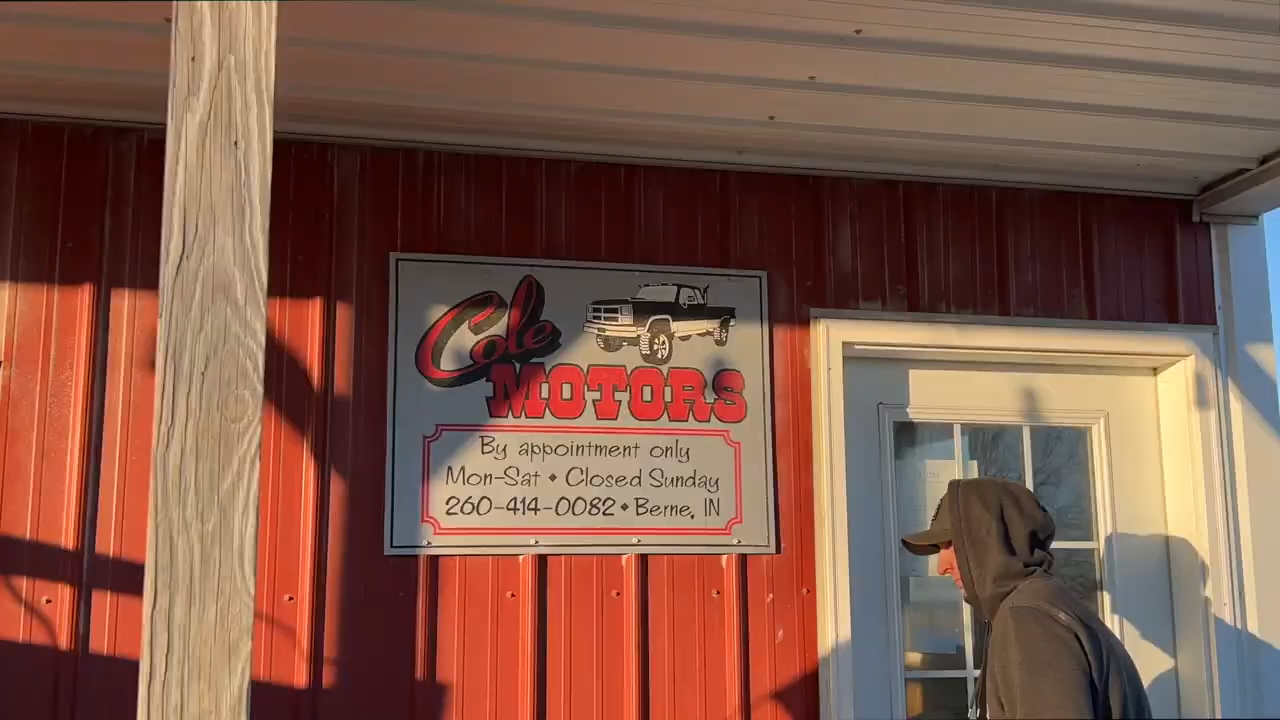 Cole
MOTORS
By appointment only
Mon-Sat • Closed Sunday
260-414-0082 • Berne, IN